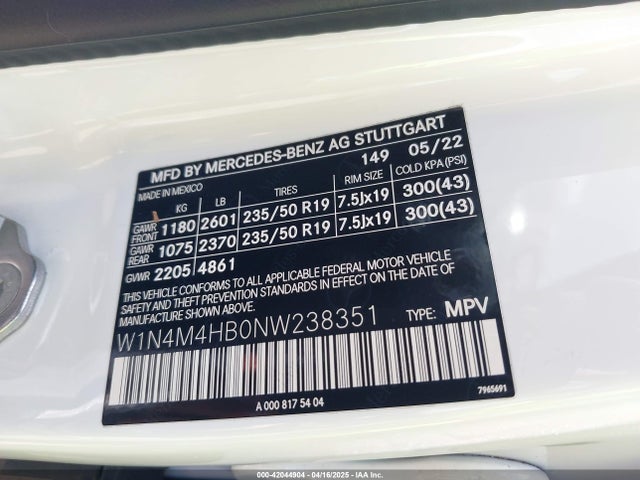 MFD BY MERCEDES-BENZ AG STUTTGART
MADE IN MEXICO 149 05/22
KG LB TIRES RIM SIZE COLD KPA (PSI)
GAWR FRONT 1180 2601 235/50 R19 7.5Jx19 300(43)
GAWR REAR 1075 2370 235/50 R19 7.5Jx19 300(43)
GVWR 2205 4861
THIS VEHICLE CONFORMS TO ALL APPLICABLE FEDERAL MOTOR VEHICLE
SAFETY AND THEFT PREVENTION STANDARDS IN EFFECT ON THE DATE OF
MANUFACTURE SHOWN ABOVE.
W1N4M4HB0NW238351 TYPE: MPV
7965691
A 000 817 54 04
000-42044904 - 04/16/2025 - IAA Inc.